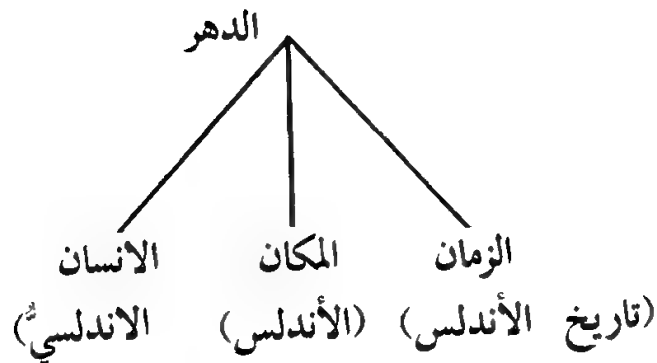 الدهر
الزمان المكان الانسان
(تاريخ الأندلس) (الأندلس) الاندلسيُّ)